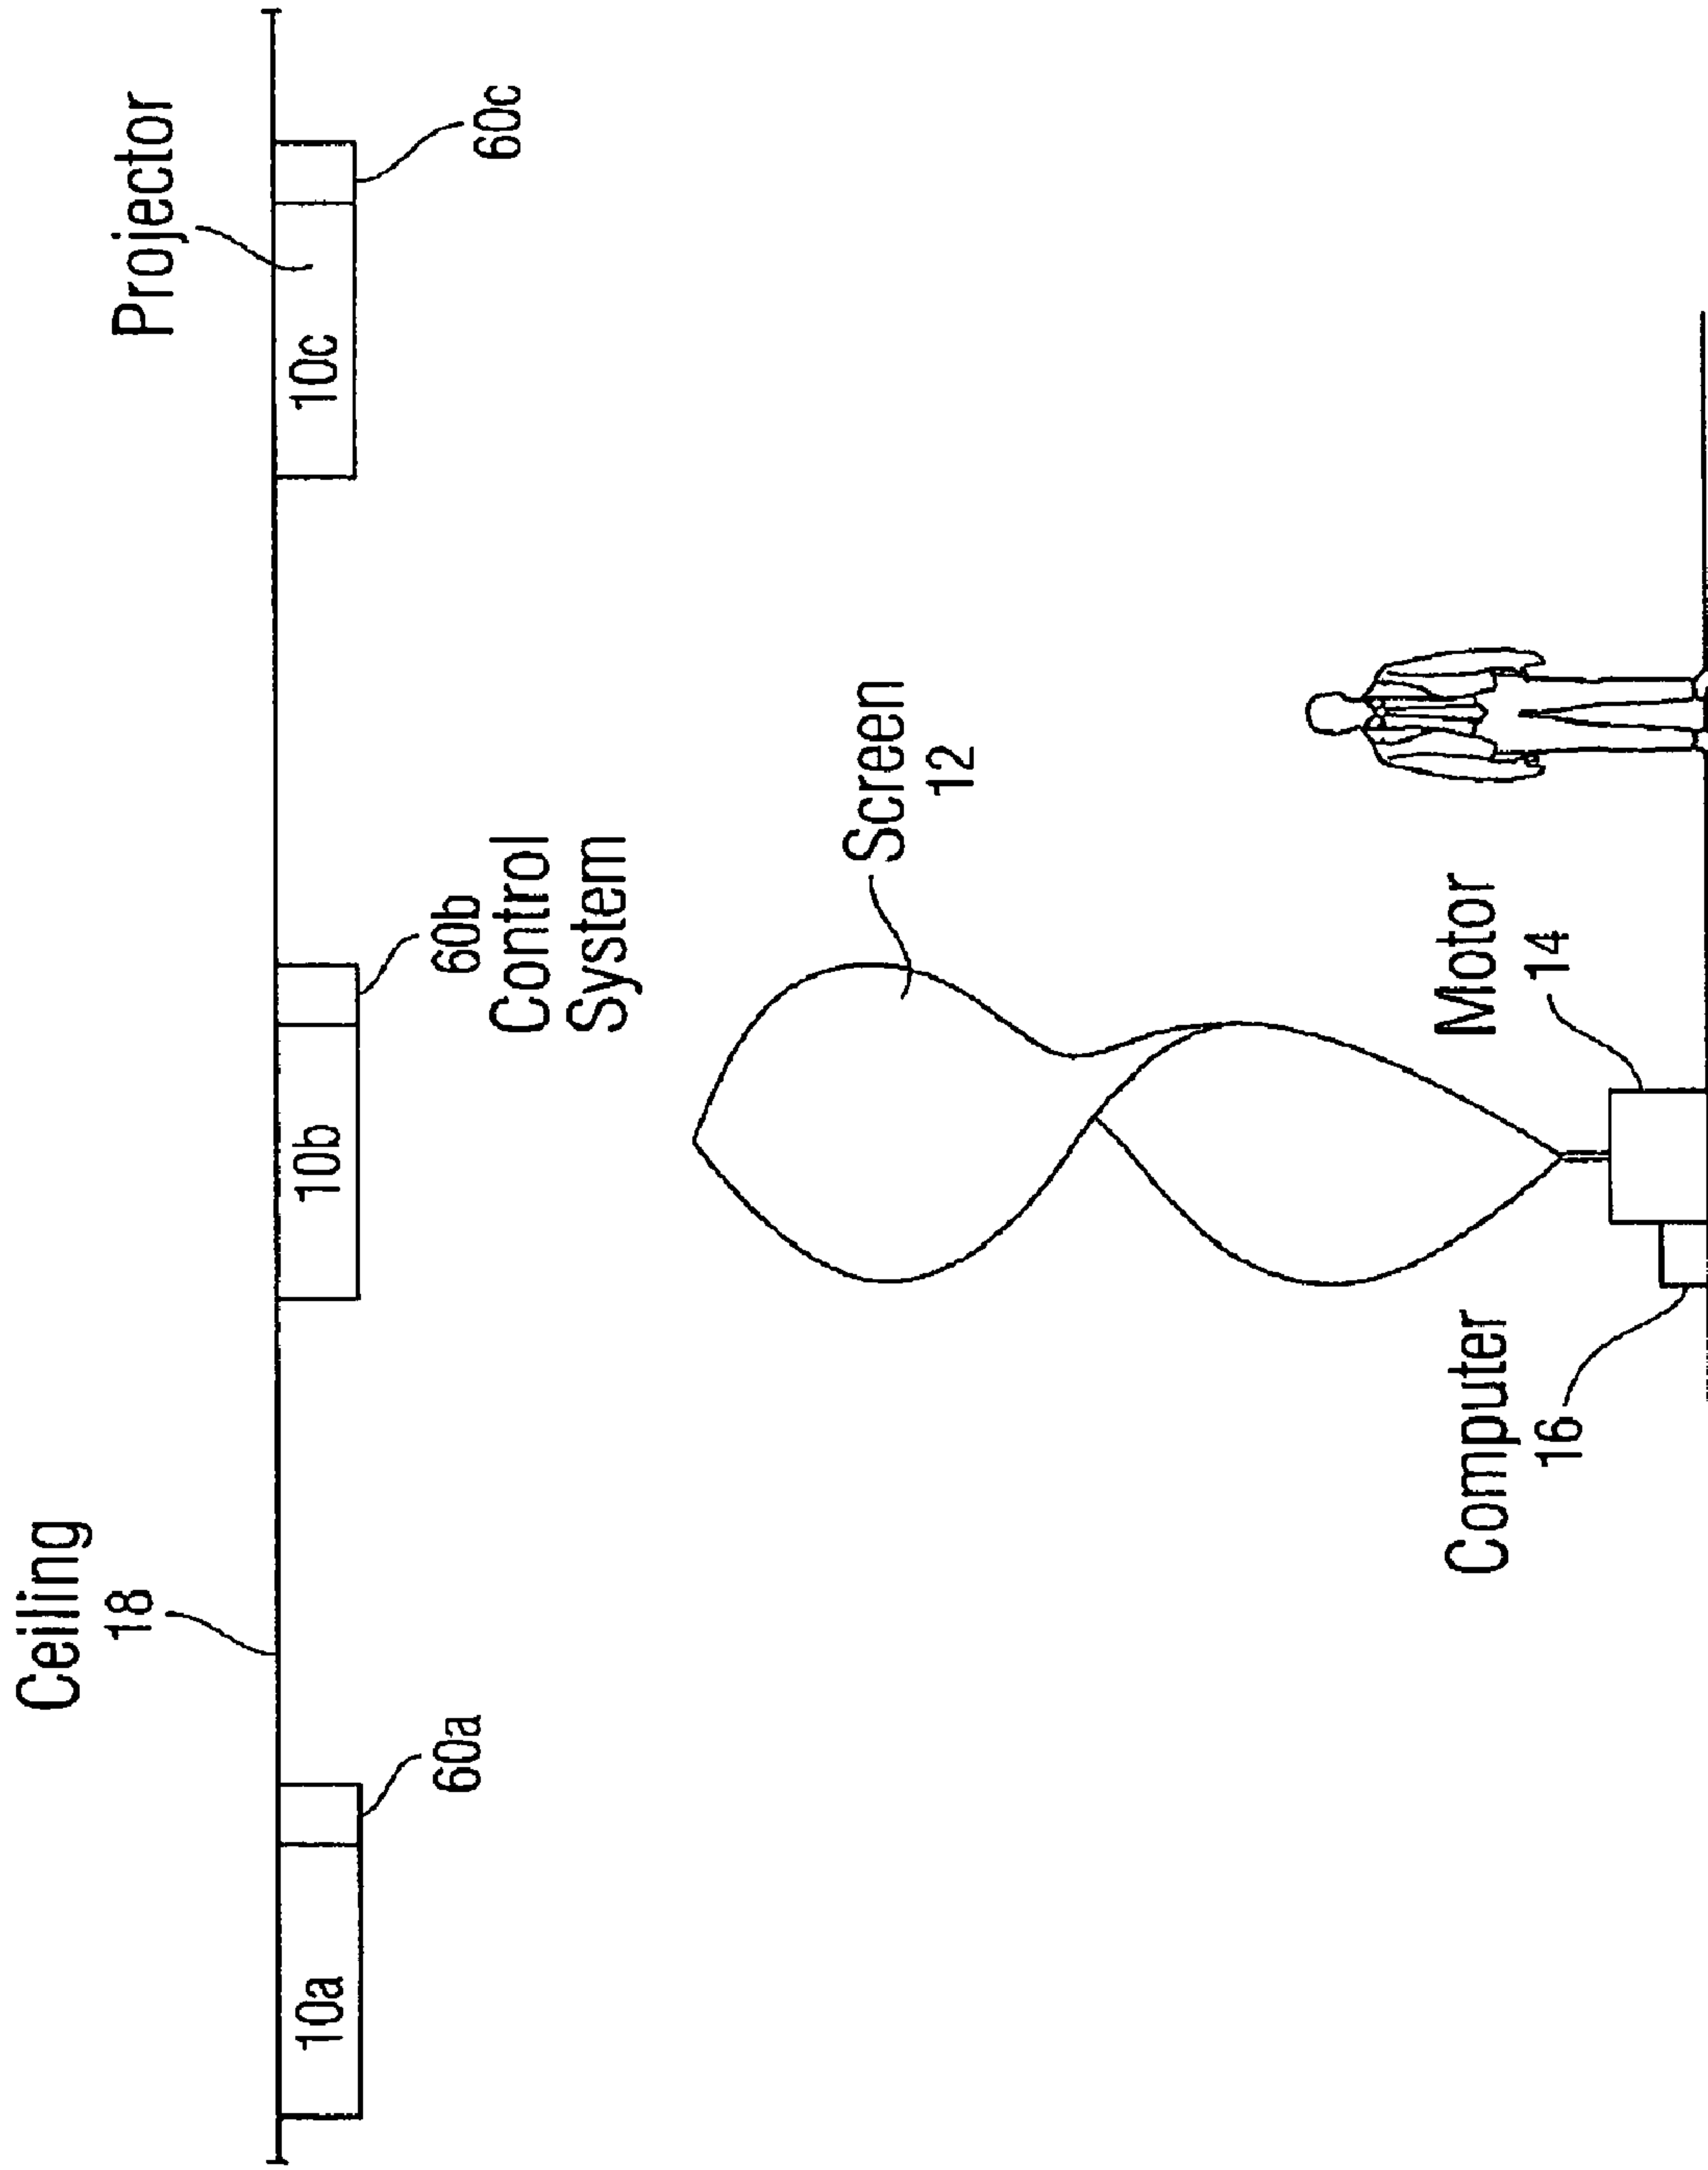 Ceiling
18
Projector
10a
10b
10c
60a
60b
Control
System
60c
Screen
12
Motor
14
Computer
16